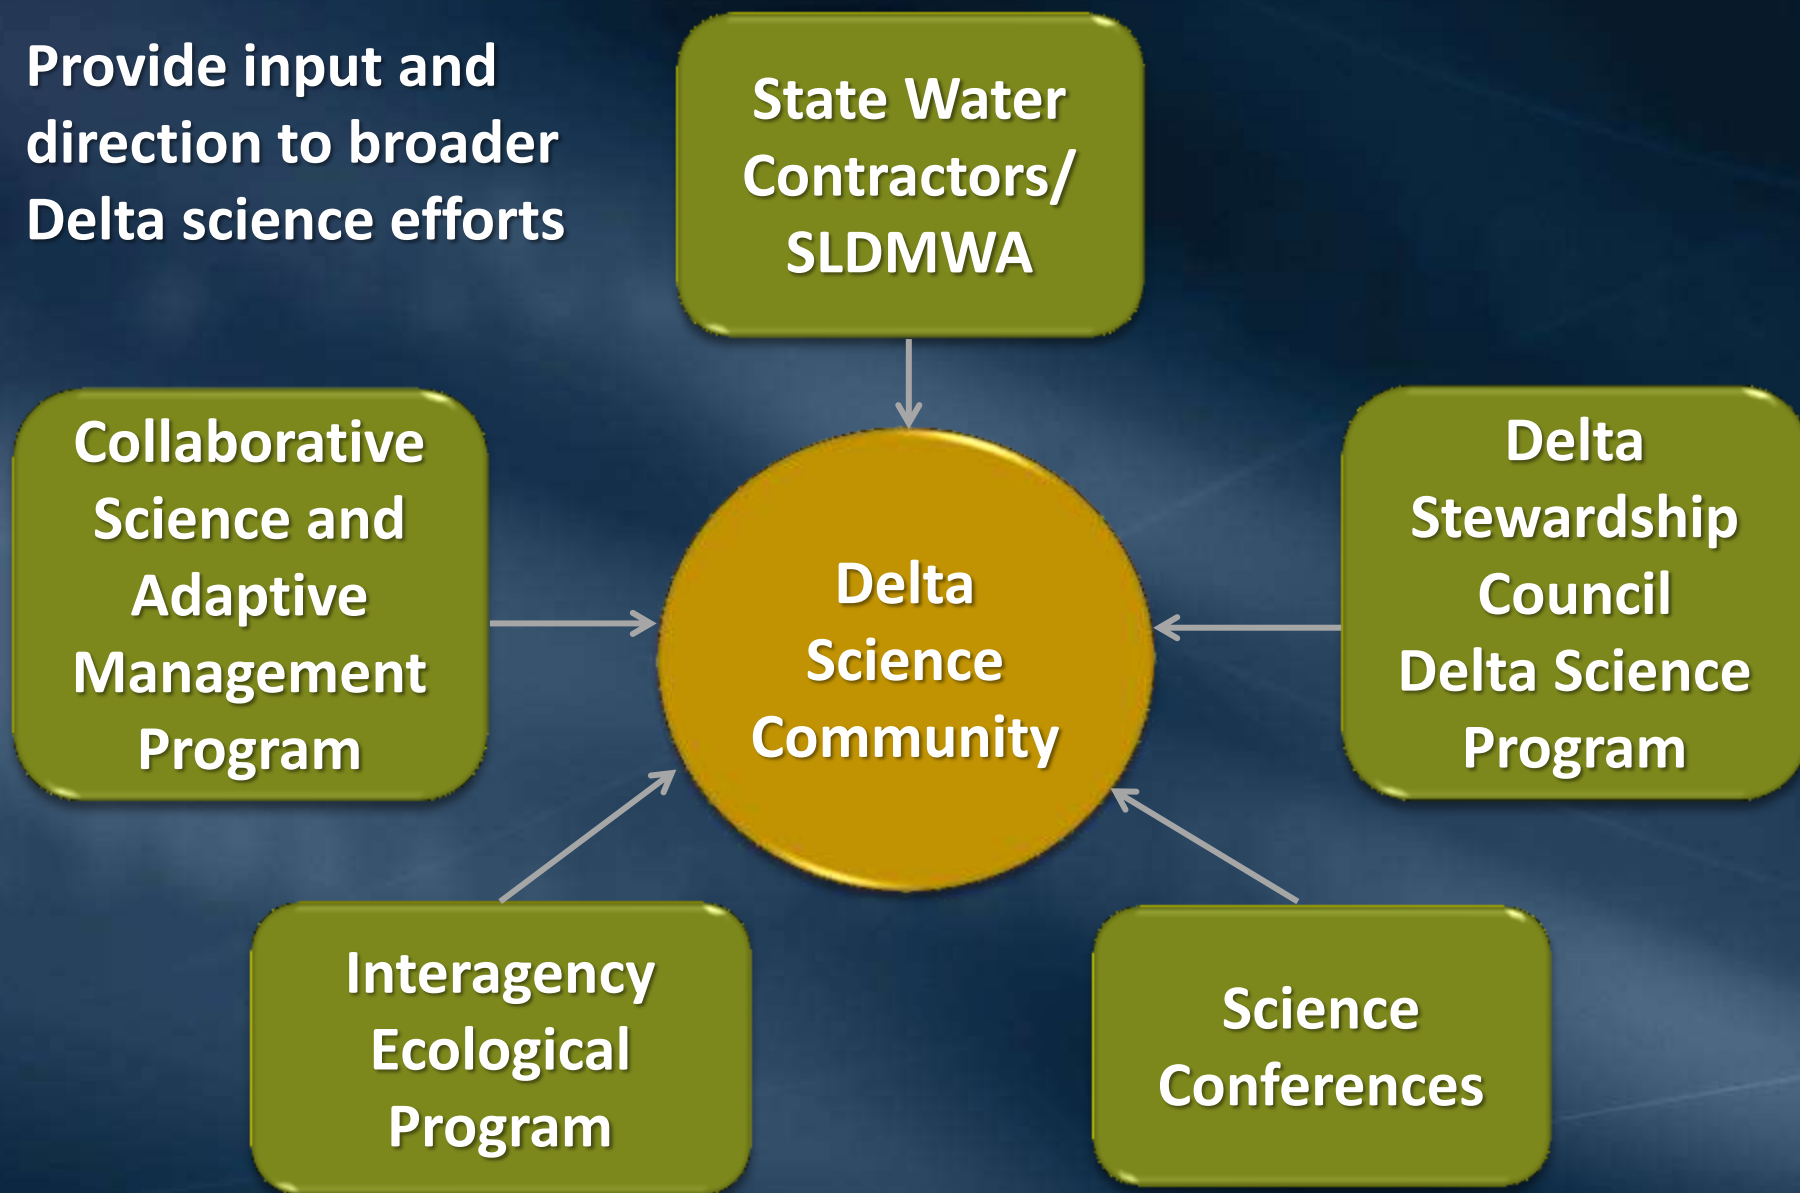 Provide input and
direction to broader
Delta science efforts
State Water
Contractors/
SLDMWA
Collaborative
Science and
Adaptive
Management
Program
Delta
Science
Community
Delta
Stewardship
Council
Delta Science
Program
Interagency
Ecological
Program
Science
Conferences